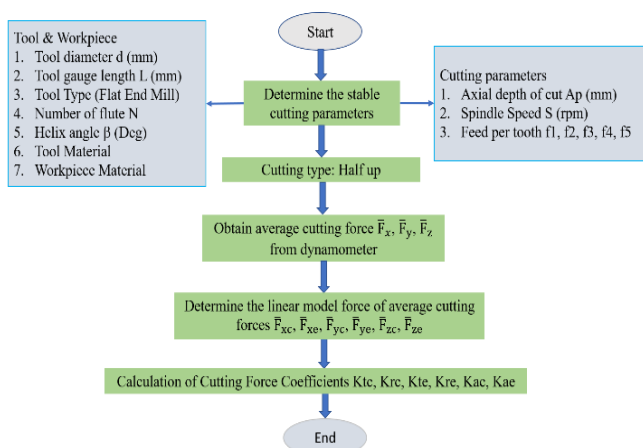 Start
Tool & Workpiece
1. Tool diameter d (mm)
2. Tool gauge length L (mm)
3. Tool Type (Flat End Mill)
4. Number of flute N
5. Helix angle β (Deg)
6. Tool Material
7. Workpiece Material
Determine the stable
cutting parameters
Cutting parameters
1. Axial depth of cut Ap (mm)
2. Spindle Speed S (rpm)
3. Feed per tooth f1, f2, f3, f4, f5
Cutting type: Half up
Obtain average cutting force F̅x, F̅y, F̅z
from dynamometer
Determine the linear model force of average cutting
forces F̅xc, F̅xe, F̅yc, F̅ye, F̅zc, F̅ze
Calculation of Cutting Force Coefficients Ktc, Krc, Kte, Kre, Kac, Kae
End